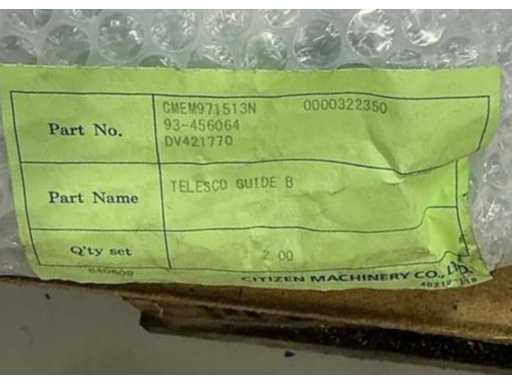 Part No.
CMEM971513N 0000322350
93-456064
DV421770
Part Name
TELESCO GUIDE B
Q'ty set
2.00
CITIZEN MACHINERY CO., LTD.